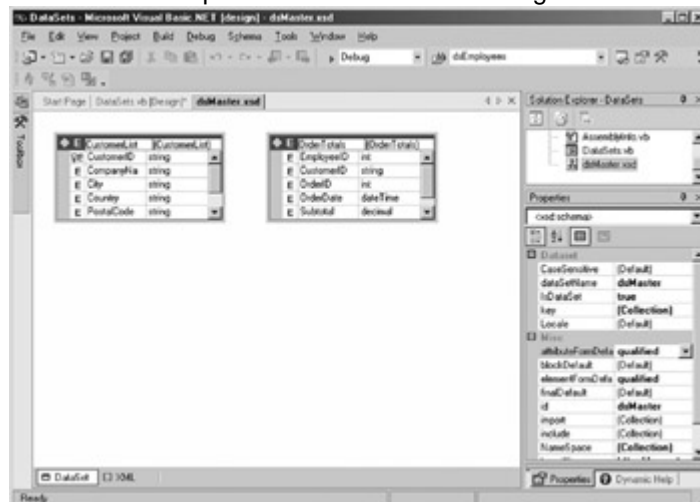 DataSets - Microsoft Visual Basic.NET [design] - dsMaster.xsd
File Edit View Project Build Debug Schema Tools Window Help
Debug
dsEmployees
Start Page DataSets.vb [Design]* dsMaster.xsd
Toolbox
E CustomerList (CustomerList)
CustomerID string
E CompanyNa string
E City string
E Country string
E PostalCode string
E OrderTotals (OrderTotals)
E EmployeeID int
E CustomerID string
E OrderID int
E OrderDate dateTime
E Subtotal decimal
Solution Explorer - DataSets
AssemblyInfo.vb
DataSets.vb
dsMaster.xsd
Properties
<xsd:schema>
Dataset
CaseSensitive (Default)
dataSetName dsMaster
IsDataSet true
key (Collection)
Locale (Default)
Misc
attributeFormDefa qualified
blockDefault (Default)
elementFormDefa qualified
finalDefault (Default)
id dsMaster
import (Collection)
include (Collection)
NameSpace (Collection)
DataSet XML
Properties Dynamic Help
Ready